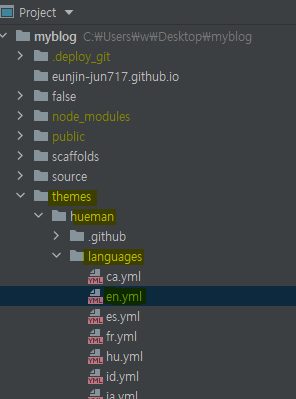 Project
myblog C:₩Users₩w₩Desktop₩myblog
.deploy_git
eunjin-jun717.github.io
false
node_modules
public
scaffolds
source
themes
hueman
.github
languages
YML ca.yml
YML en.yml
YML es.yml
YML fr.yml
YML hu.yml
YML id.yml
ja.yml